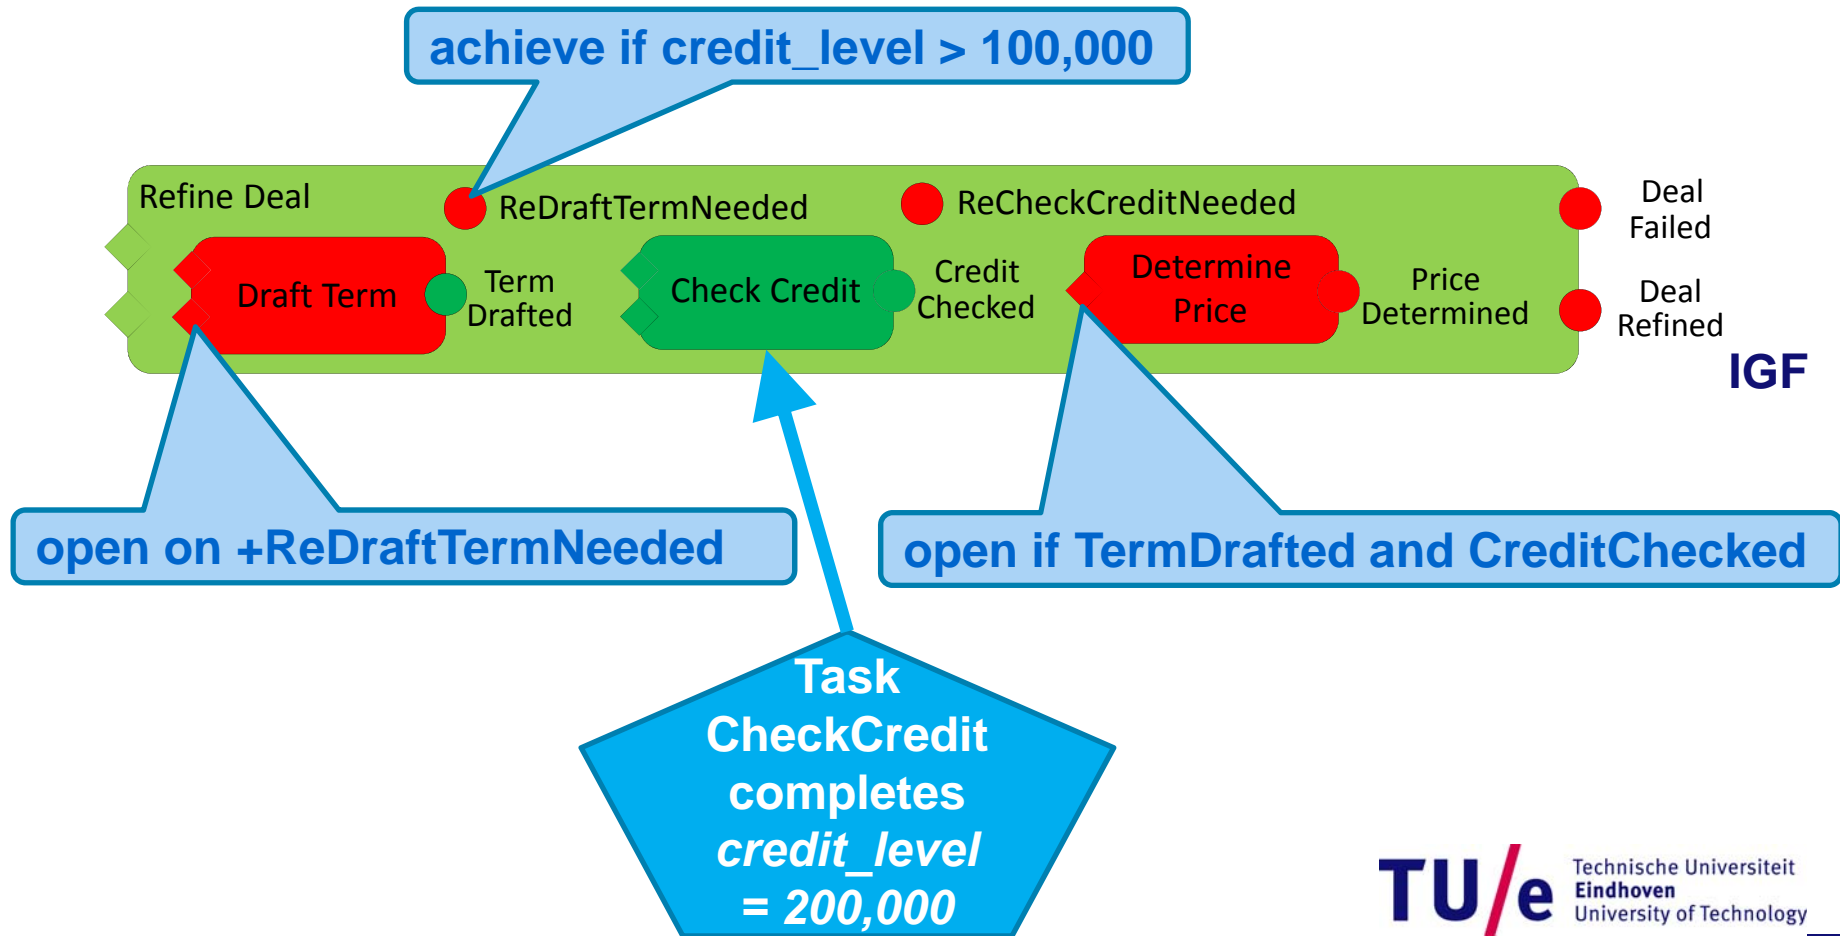 achieve if credit_level > 100,000
Refine Deal
ReDraftTermNeeded
ReCheckCreditNeeded
Deal
Failed
Draft Term
Term
Drafted
Check Credit
Credit
Checked
Determine
Price
Price
Determined
Deal
Refined
IGF
open on +ReDraftTermNeeded
open if TermDrafted and CreditChecked
Task
CheckCredit
completes
credit_level
= 200,000
TU/e
Technische Universiteit
Eindhoven
University of Technology